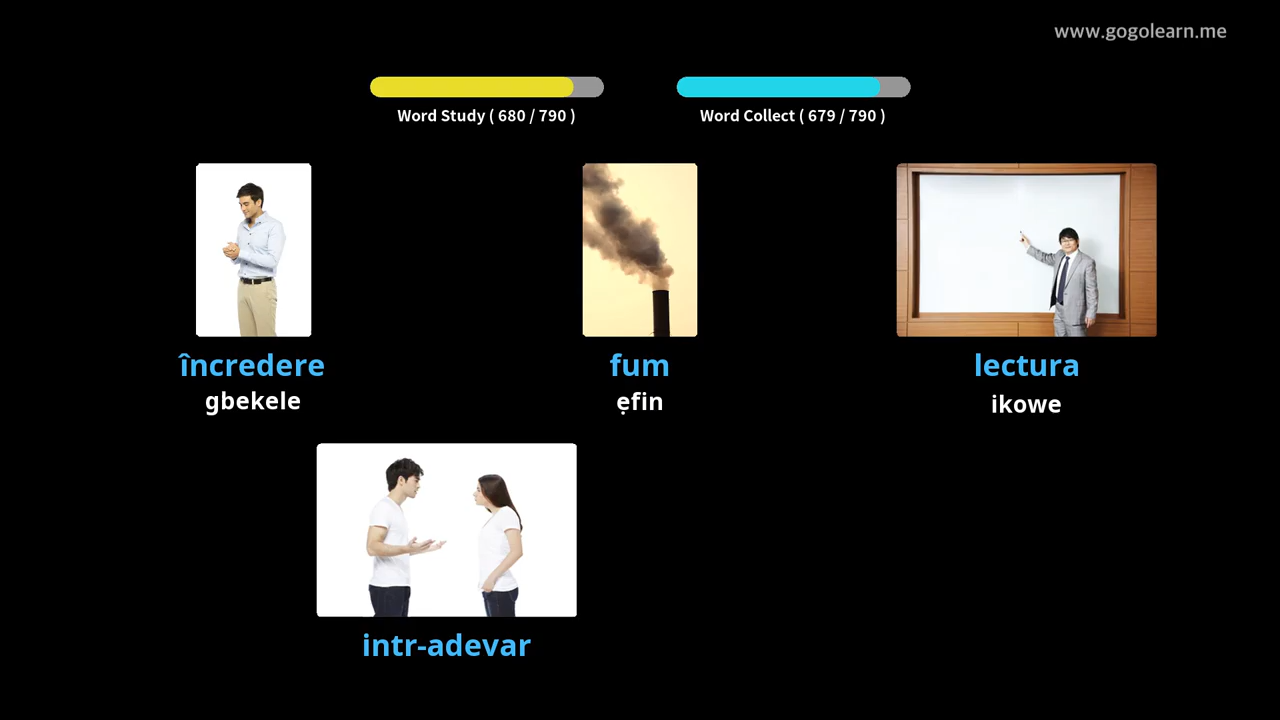 www.gogolearn.me
Word Study ( 680 / 790 )
Word Collect ( 679 / 790 )
încredere
gbekele
fum
ẹfin
lectura
ikowe
intr-adevar